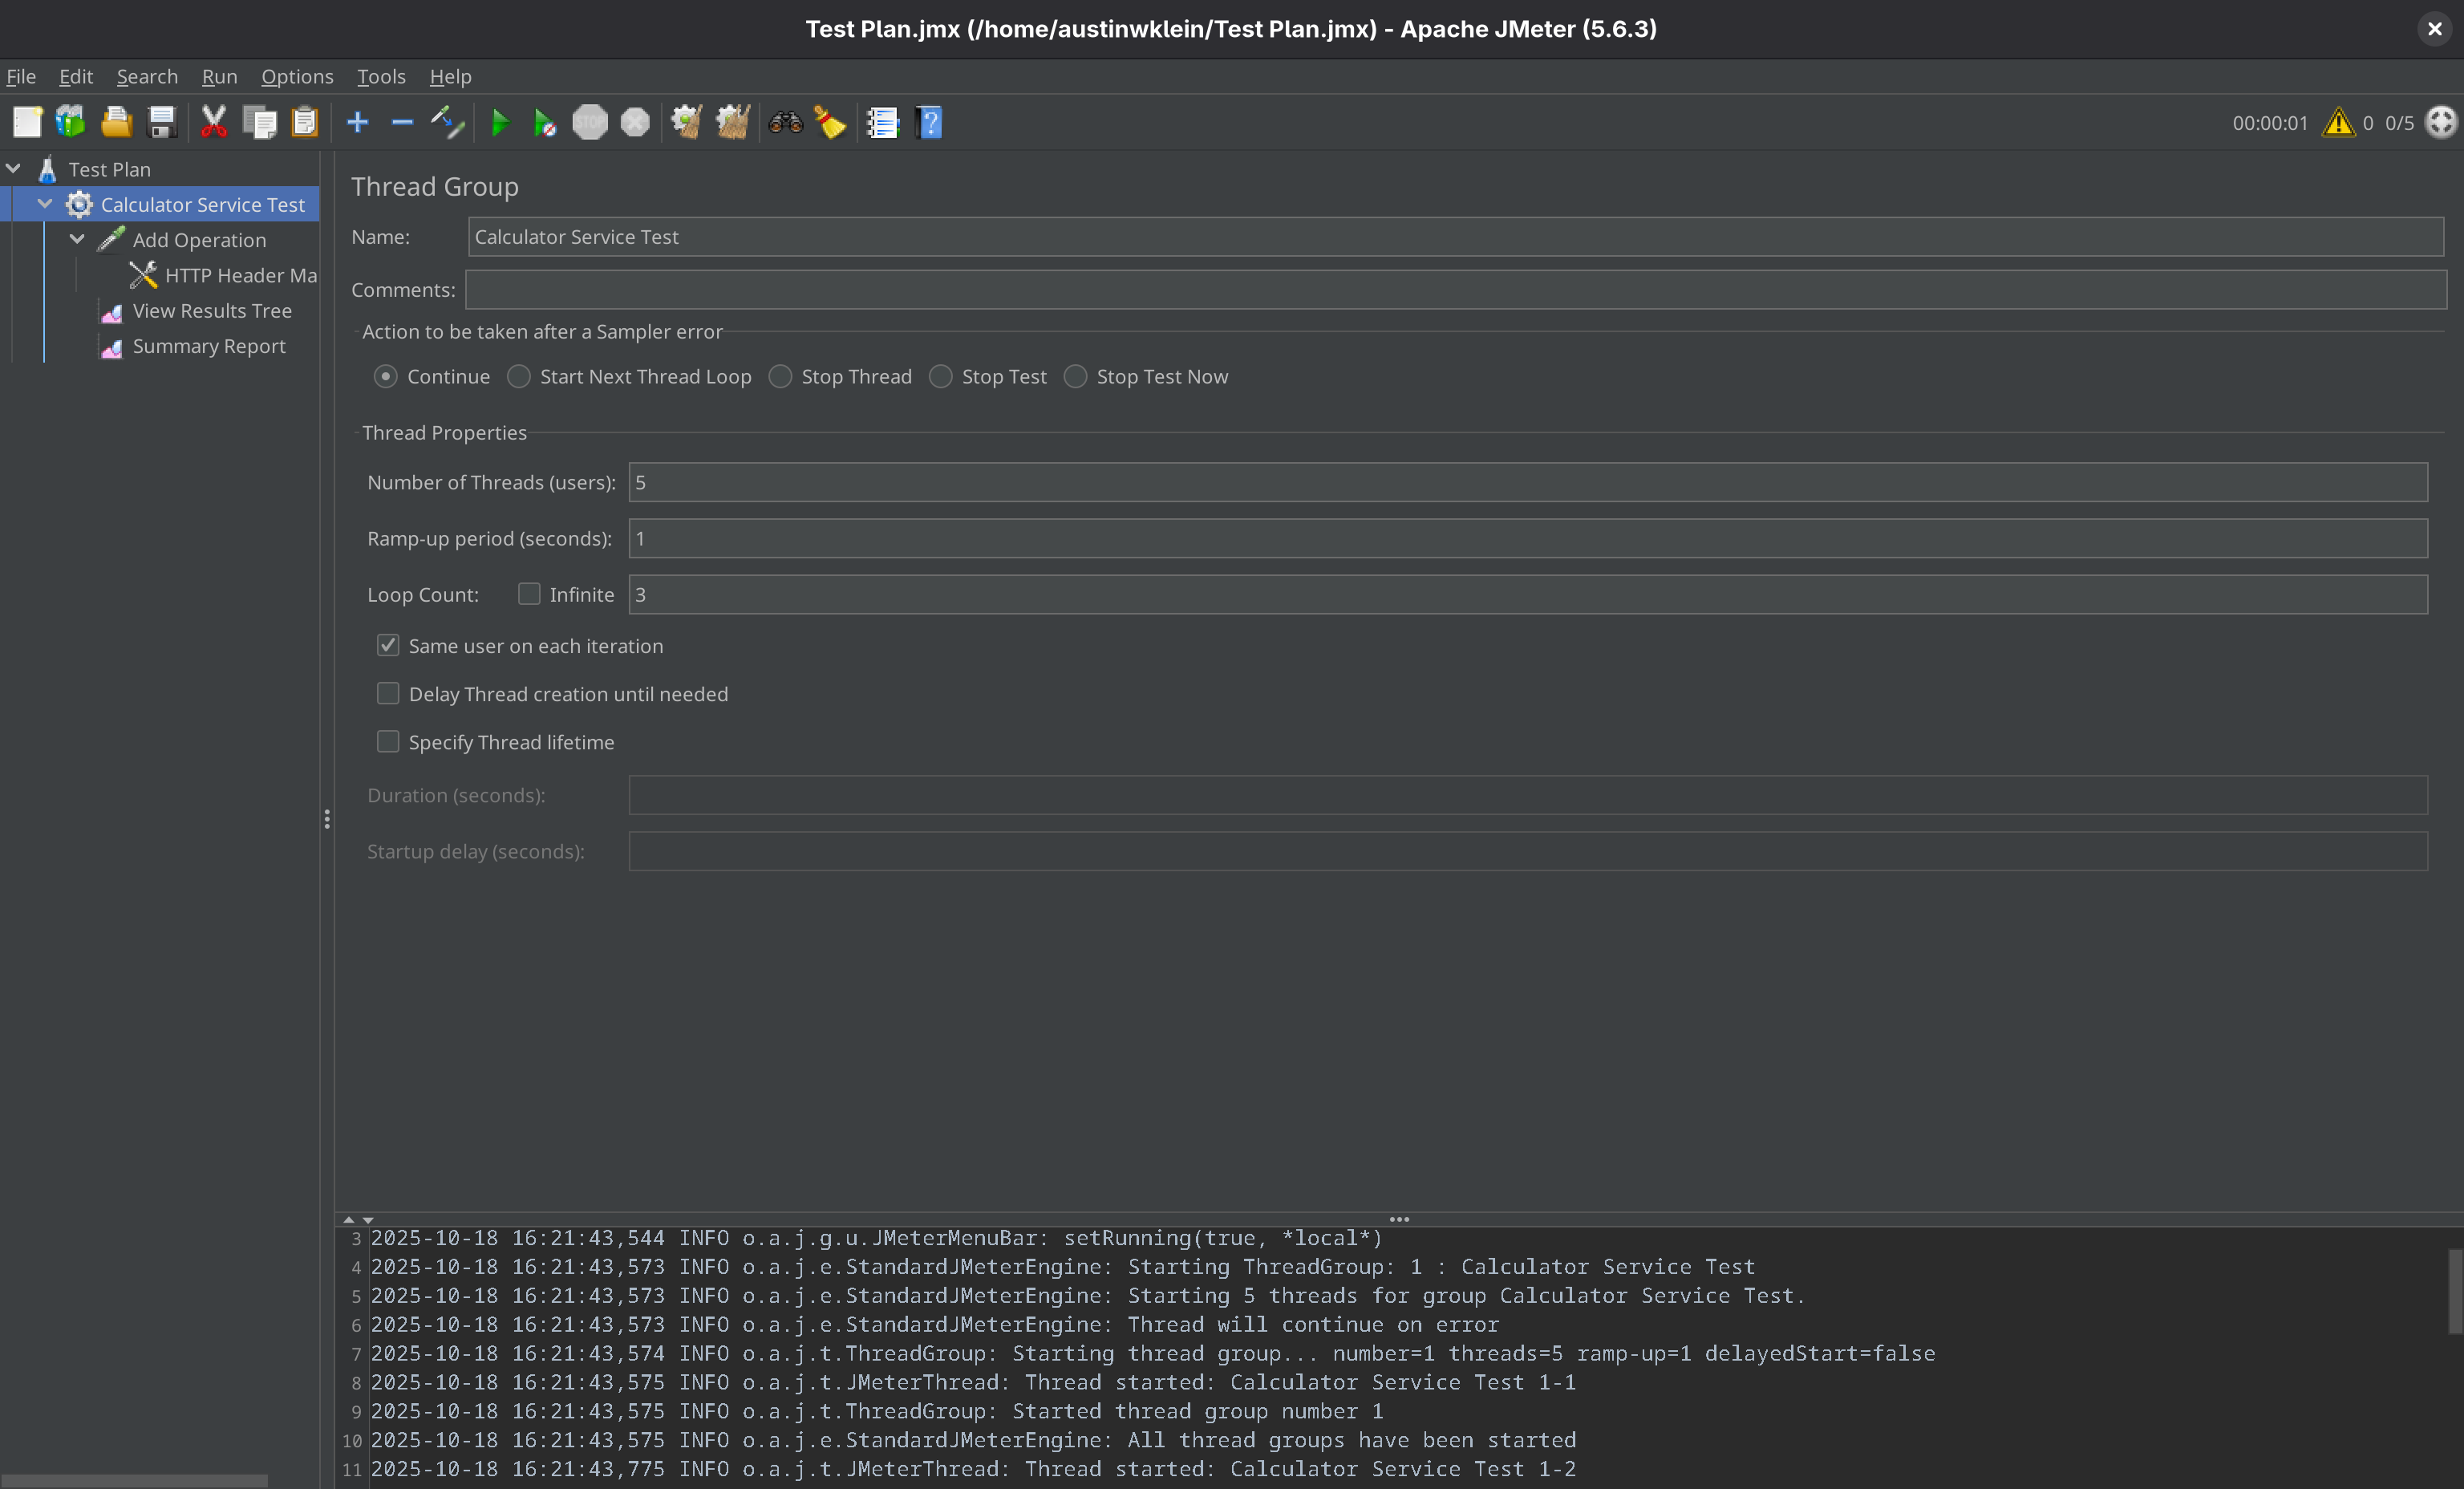 Test Plan.jmx (/home/austinwklein/Test Plan.jmx) - Apache JMeter (5.6.3)
File Edit Search Run Options Tools Help
STOP
00:00:01 0 0/5
Test Plan
Calculator Service Test
Add Operation
HTTP Header Ma
View Results Tree
Summary Report
Thread Group
Name: Calculator Service Test
Comments:
Action to be taken after a Sampler error
Continue Start Next Thread Loop Stop Thread Stop Test Stop Test Now
Thread Properties
Number of Threads (users): 5
Ramp-up period (seconds): 1
Loop Count: Infinite 3
Same user on each iteration
Delay Thread creation until needed
Specify Thread lifetime
Duration (seconds):
Startup delay (seconds):
3 2025-10-18 16:21:43,544 INFO o.a.j.g.u.JMeterMenuBar: setRunning(true, *local*)
4 2025-10-18 16:21:43,573 INFO o.a.j.e.StandardJMeterEngine: Starting ThreadGroup: 1 : Calculator Service Test
5 2025-10-18 16:21:43,573 INFO o.a.j.e.StandardJMeterEngine: Starting 5 threads for group Calculator Service Test.
6 2025-10-18 16:21:43,573 INFO o.a.j.e.StandardJMeterEngine: Thread will continue on error
7 2025-10-18 16:21:43,574 INFO o.a.j.t.ThreadGroup: Starting thread group... number=1 threads=5 ramp-up=1 delayedStart=false
8 2025-10-18 16:21:43,575 INFO o.a.j.t.JMeterThread: Thread started: Calculator Service Test 1-1
9 2025-10-18 16:21:43,575 INFO o.a.j.t.ThreadGroup: Started thread group number 1
10 2025-10-18 16:21:43,575 INFO o.a.j.e.StandardJMeterEngine: All thread groups have been started
11 2025-10-18 16:21:43,775 INFO o.a.j.t.JMeterThread: Thread started: Calculator Service Test 1-2